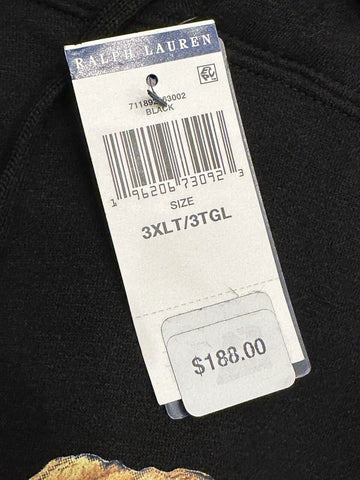 RALPH LAUREN
BLACK
1 96206 73092 3
SIZE
3XLT/3TGL
$188.00